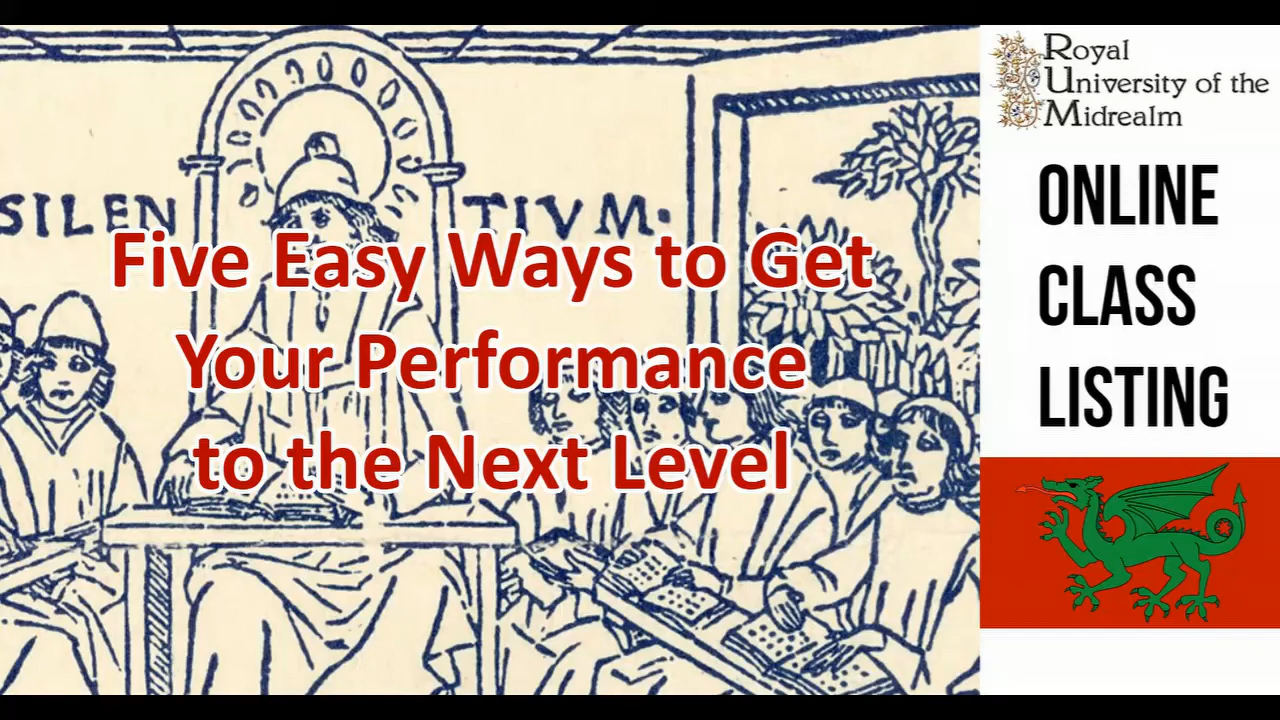 SILEN TIVM.
Five Easy Ways to Get
Your Performance
to the Next Level
Royal
University of the
Midrealm
ONLINE
CLASS
LISTING